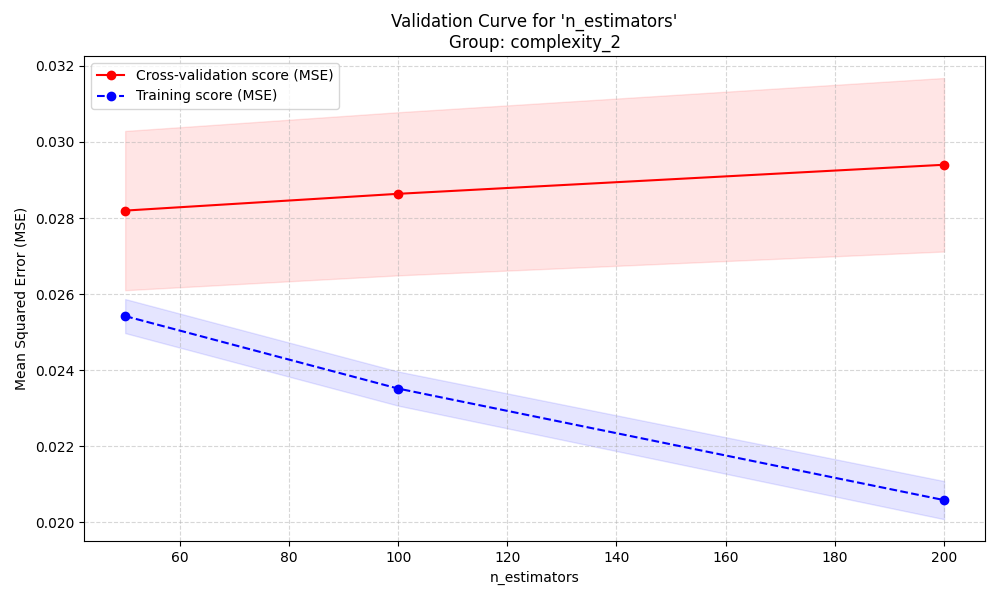 Validation Curve for 'n_estimators'
Group: complexity_2
Cross-validation score (MSE)
Training score (MSE)
Mean Squared Error (MSE)
0.032
0.030
0.028
0.026
0.024
0.022
0.020
60 80 100 120 140 160 180 200
n_estimators